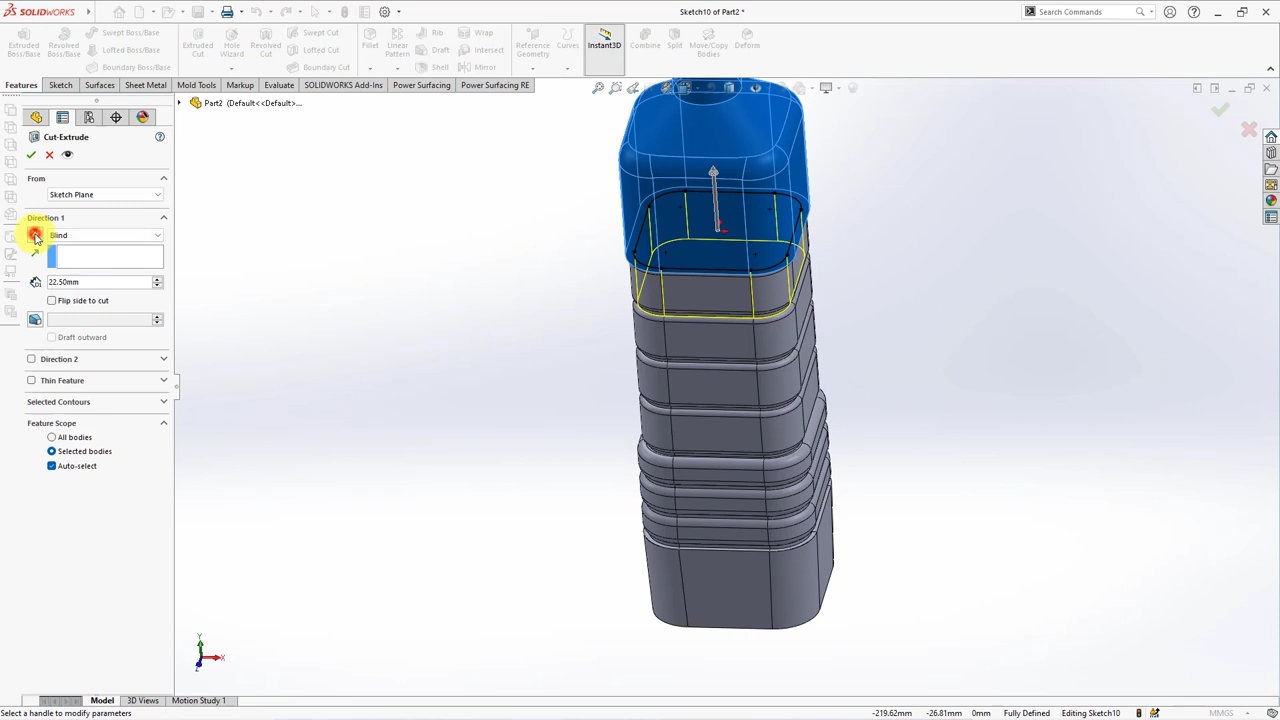 SOLIDWORKS
Sketch10 of Part2 *
Search Commands
Extruded Boss/Base
Revolved Boss/Base
Swept Boss/Base
Lofted Boss/Base
Boundary Boss/Base
Extruded Cut
Hole Wizard
Revolved Cut
Swept Cut
Lofted Cut
Boundary Cut
Fillet
Linear Pattern
Rib
Draft
Shell
Wrap
Intersect
Mirror
Reference Geometry
Curves
Instant3D
Combine
Split
Move/Copy Bodies
Deform
Features
Sketch
Surfaces
Sheet Metal
Mold Tools
Markup
Evaluate
SOLIDWORKS Add-Ins
Power Surfacing
Power Surfacing RE
Part2 (Default<<Default>...
Cut-Extrude
From
Sketch Plane
Direction 1
Blind
22.50mm
Flip side to cut
Draft outward
Direction 2
Thin Feature
Selected Contours
Feature Scope
All bodies
Selected bodies
Auto-select
Y
X
Z
Model
3D Views
Motion Study 1
Select a handle to modify parameters
-219.62mm
-26.81mm
0mm
Fully Defined
Editing Sketch10
MMGS